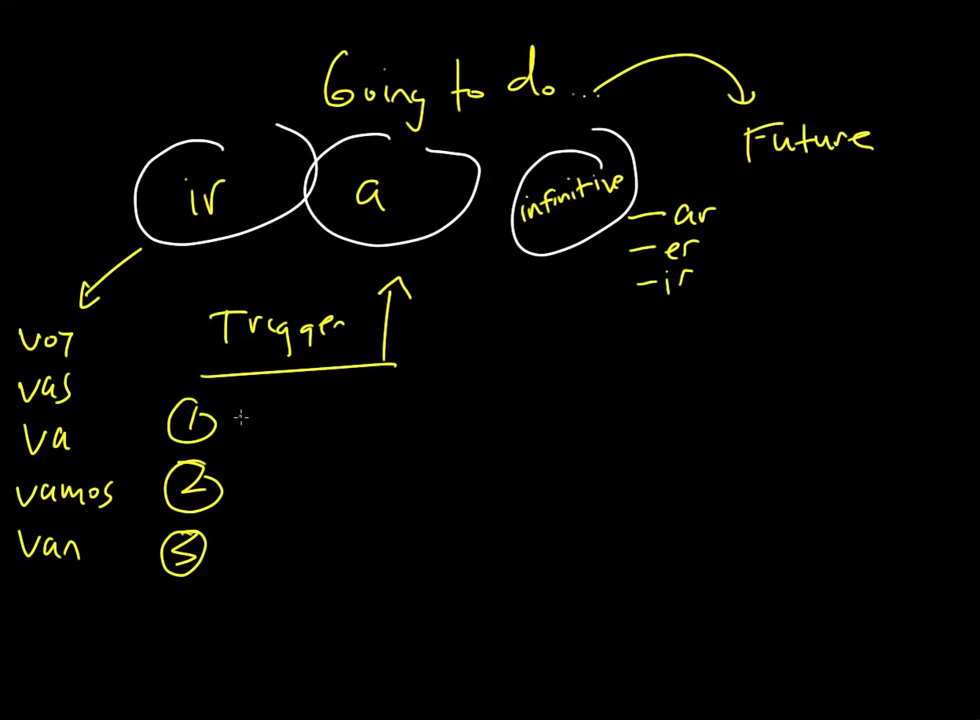 Going to do...
Future
ir a infinitive
- ar
- er
- ir
Trigger
voy
vas
va
vamos
van
1
2
3